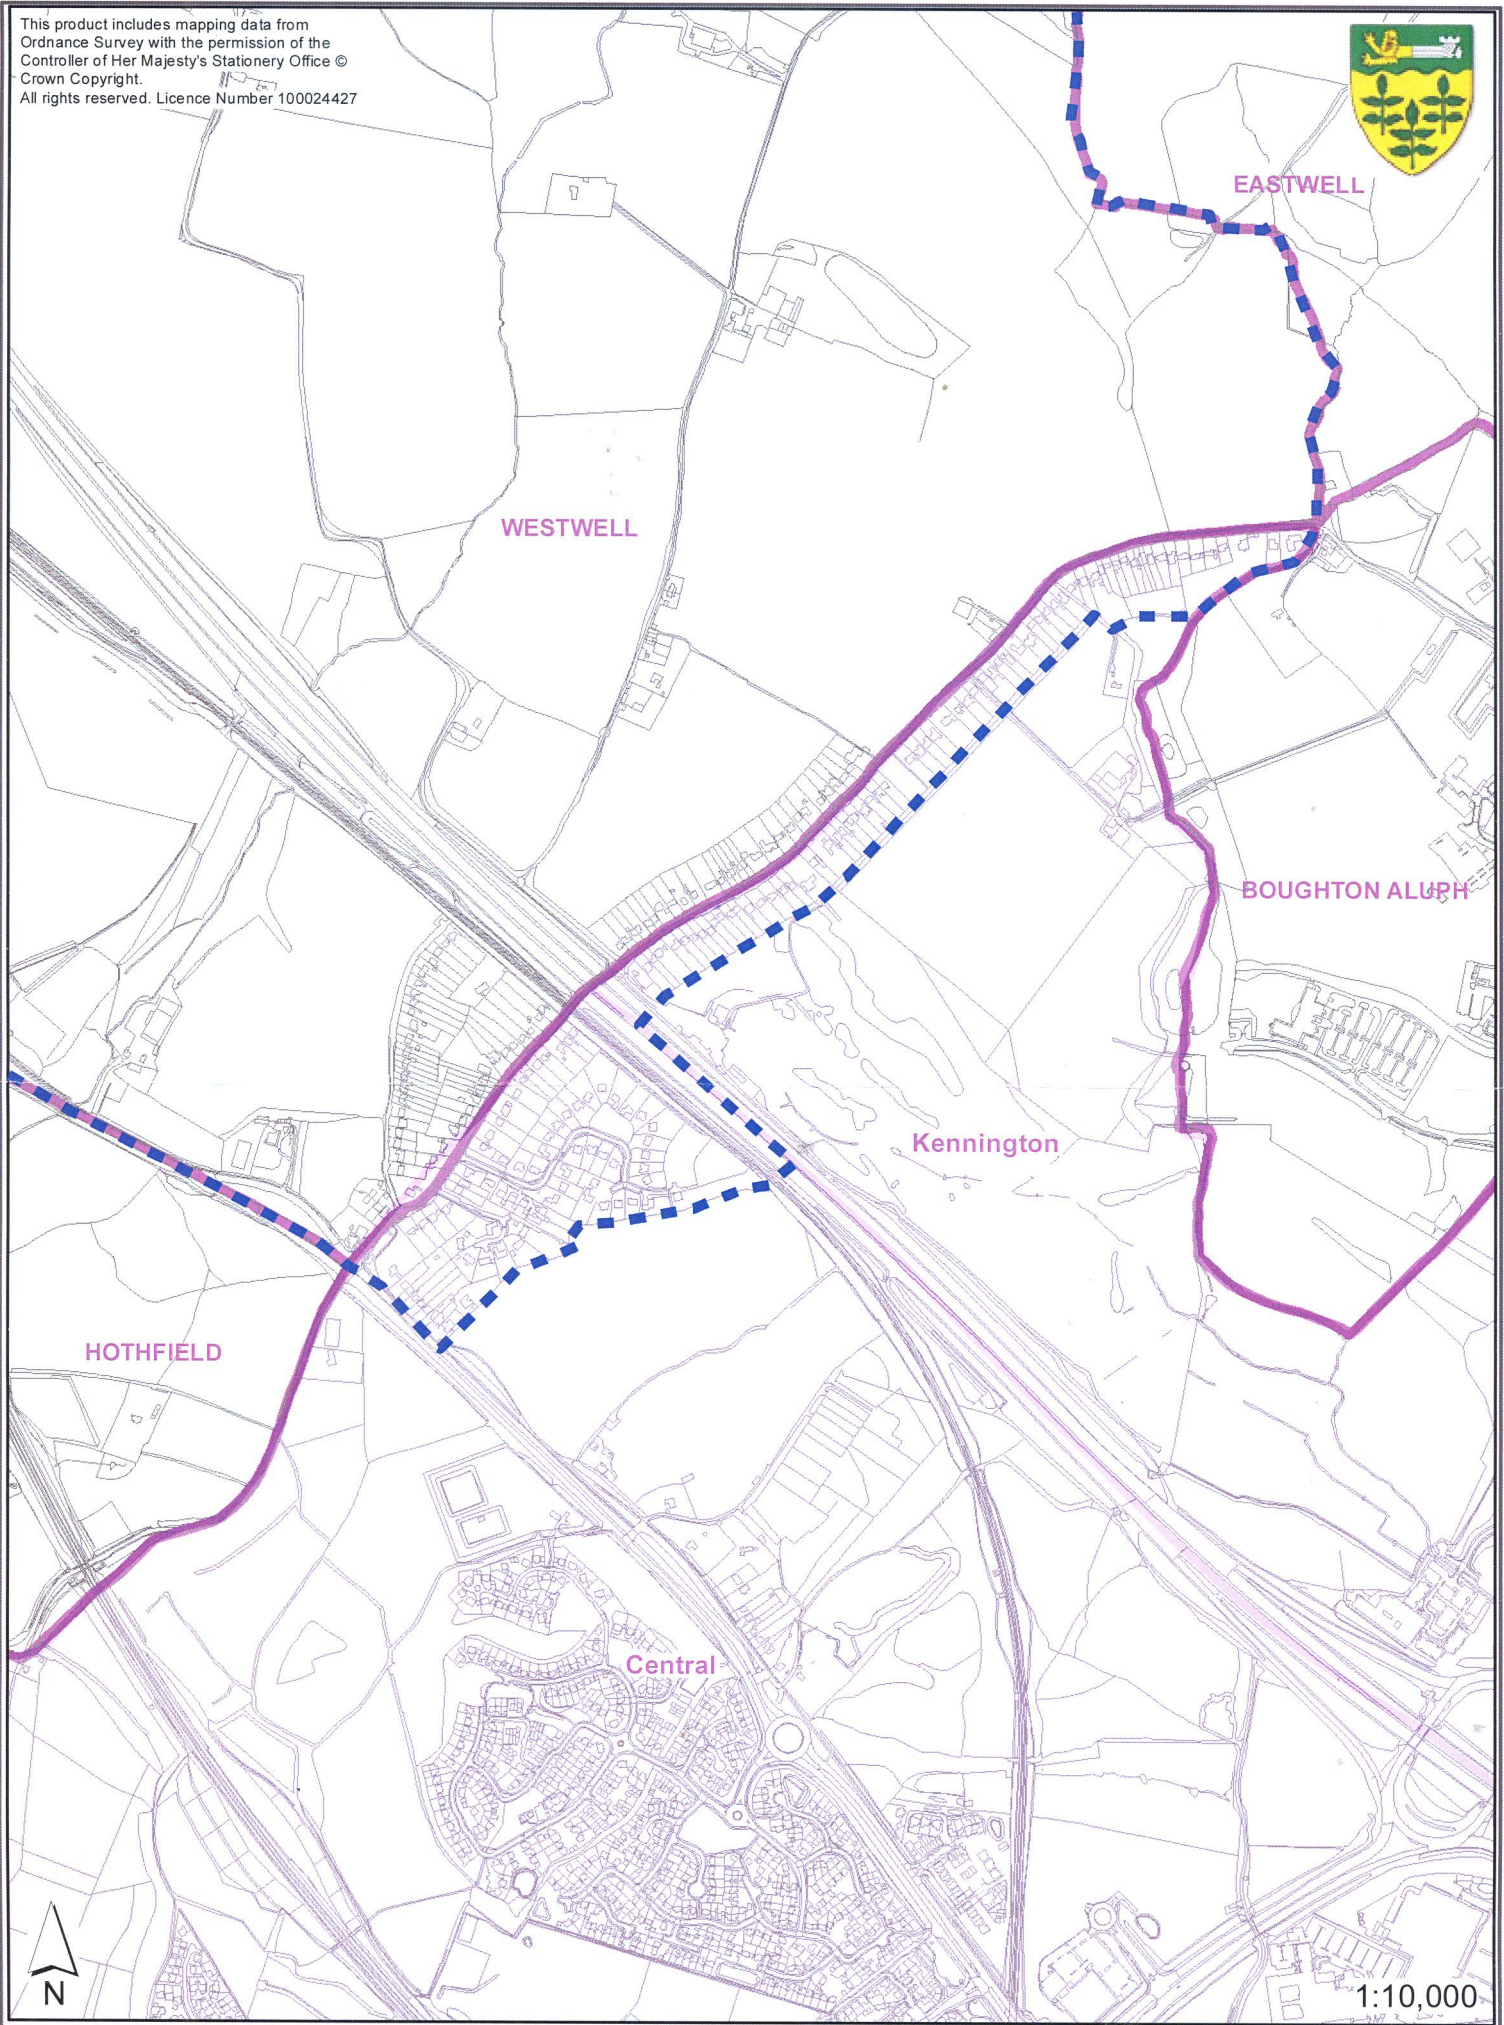 This product includes mapping data from
Ordnance Survey with the permission of the
Controller of Her Majesty's Stationery Office ©
Crown Copyright.
All rights reserved. Licence Number 100024427
EASTWELL
WESTWELL
BOUGHTON ALUPH
Kennington
HOTHFIELD
Central
N
1:10,000